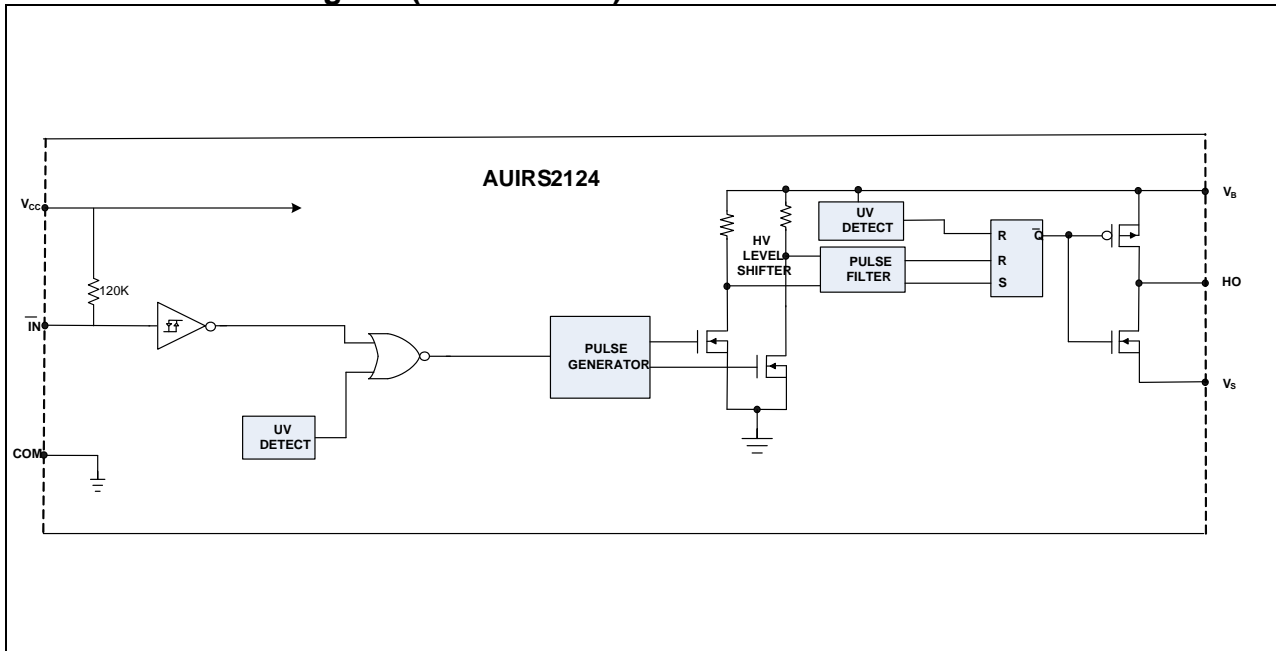 AUIRS2124
VCC
120K
IN
COM
UV
DETECT
PULSE
GENERATOR
HV
LEVEL
SHIFTER
UV
DETECT
PULSE
FILTER
R
R
S
Q
VB
HO
VS